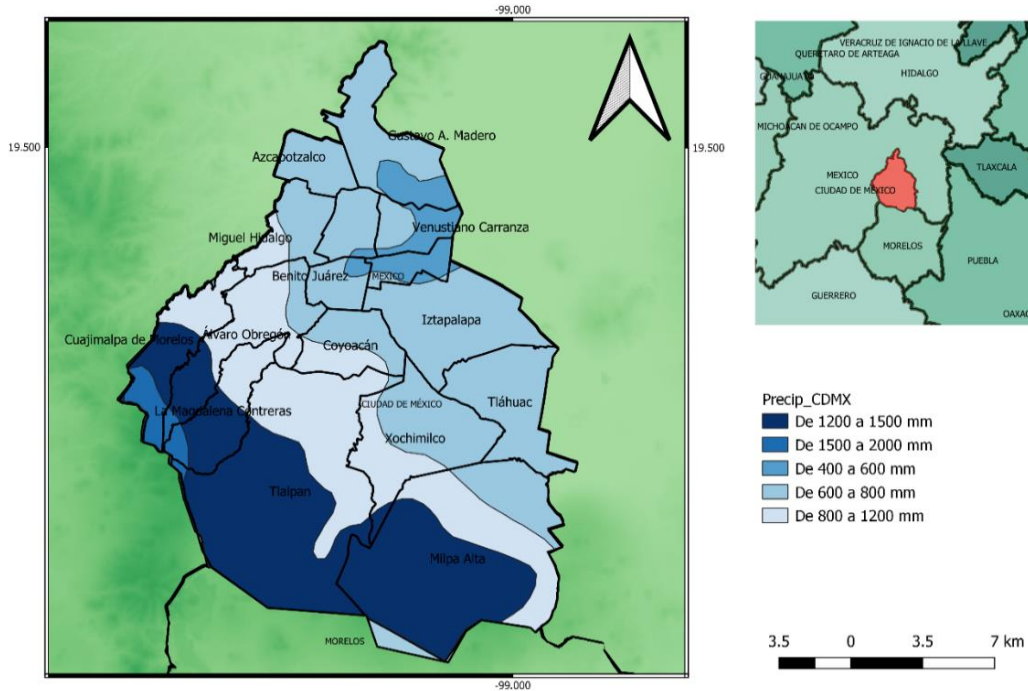 -99.000
19.500
19.500
Gustavo A. Madero
Azcapotzalco
Venustiano Carranza
Miguel Hidalgo
Benito Juárez
MEXICO
Iztapalapa
Cuajimalpa de Morelos
Álvaro Obregón
Coyoacán
La Magdalena Contreras
CIUDAD DE MÉXICO
Tláhuac
Xochimilco
Tlalpan
Milpa Alta
MORELOS
-99.000
VERACRUZ DE IGNACIO DE LA LLAVE
QUERETARO DE ARTEAGA
HIDALGO
GUANAJUATO
MICHOACAN DE OCAMPO
TLAXCALA
MEXICO
CIUDAD DE MÉXICO
MORELOS
PUEBLA
GUERRERO
OAXAC
Precip_CDMX
De 1200 a 1500 mm
De 1500 a 2000 mm
De 400 a 600 mm
De 600 a 800 mm
De 800 a 1200 mm
3.5 0 3.5 7 km